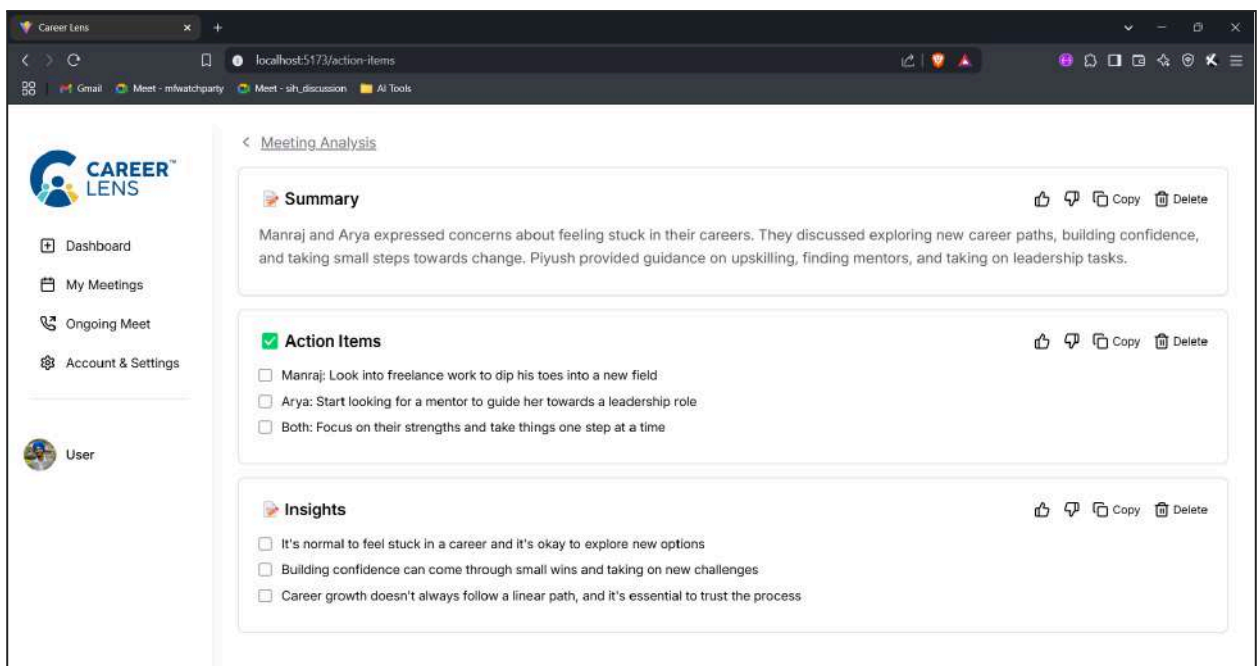 Career Lens
localhost:5173/action-items
Gmail Meet - mfwatchparty Meet - sih_discussion AI Tools
CAREER™
LENS
Dashboard
My Meetings
Ongoing Meet
Account & Settings
User
< Meeting Analysis
Summary Copy Delete
Manraj and Arya expressed concerns about feeling stuck in their careers. They discussed exploring new career paths, building confidence,
and taking small steps towards change. Piyush provided guidance on upskilling, finding mentors, and taking on leadership tasks.
Action Items Copy Delete
Manraj: Look into freelance work to dip his toes into a new field
Arya: Start looking for a mentor to guide her towards a leadership role
Both: Focus on their strengths and take things one step at a time
Insights Copy Delete
It's normal to feel stuck in a career and it's okay to explore new options
Building confidence can come through small wins and taking on new challenges
Career growth doesn't always follow a linear path, and it's essential to trust the process